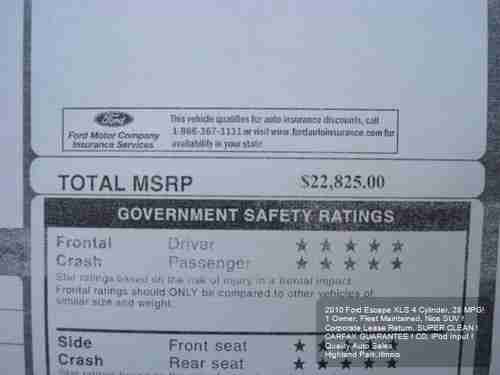 Ford
Ford Motor Company
Insurance Services
This vehicle qualifies for auto insurance discounts, call
1-866-367-3131 or visit www.fordautoinsurance.com for
availability in your state
TOTAL MSRP $22,825.00
GOVERNMENT SAFETY RATINGS
Frontal Driver ★ ★ ★ ★ ★
Crash Passenger ★ ★ ★ ★ ★
Star ratings based on the risk of injury in a frontal impact.
Frontal ratings should ONLY be compared to other vehicles of
similar size and weight.
Side Front seat
Crash Rear seat
2010 Ford Escape XLS 4 Cylinder, 28 MPG!
1 Owner, Fleet Maintained, Nice SUV !
Corporate Lease Return, SUPER CLEAN !
CARFAX GUARANTEE ! CD, iPod Input !
Quality Auto Sales
Highland Park,Illinois